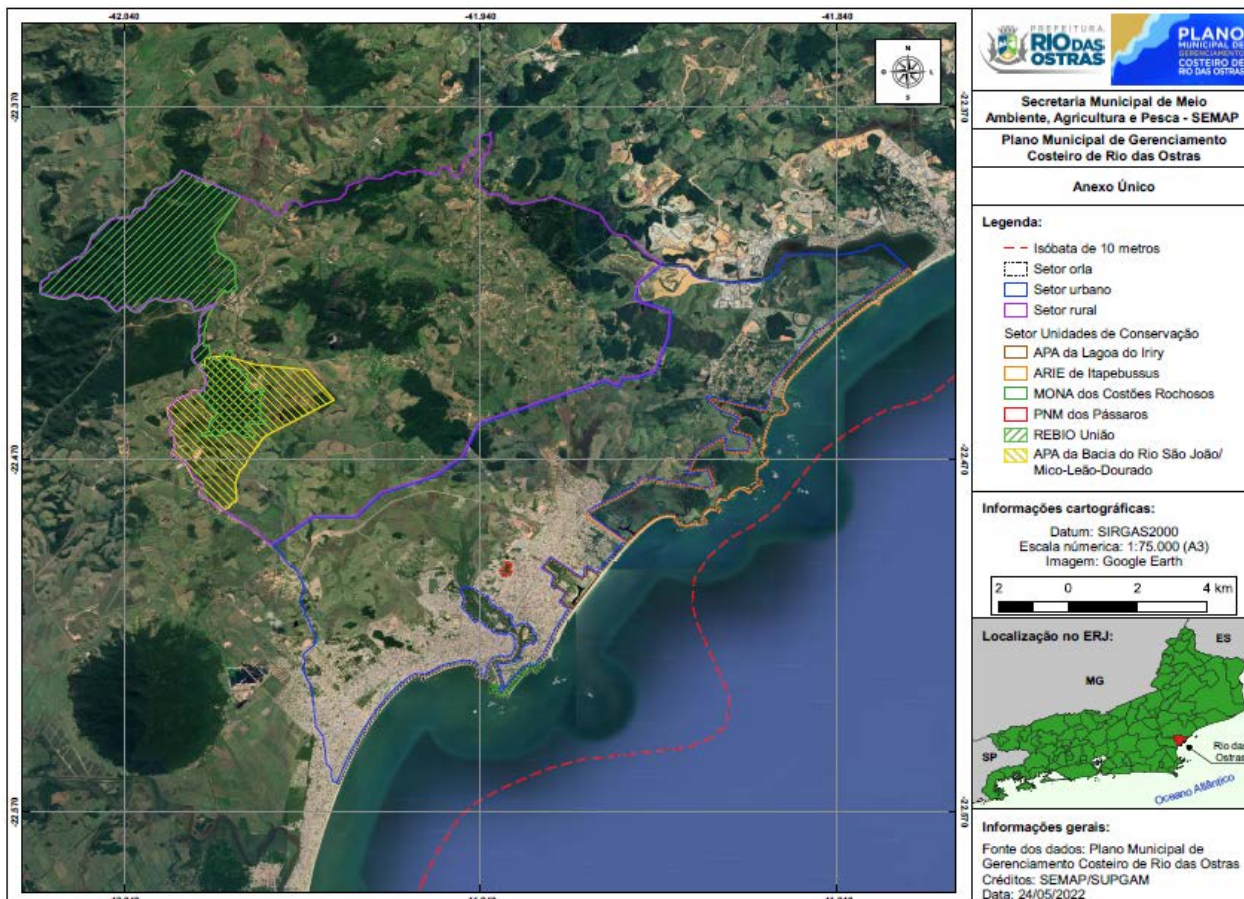 -42.040
-41.940
-41.840
-22.370
-22.370
-22.470
-22.470
-22.570
-22.570
N
O
L
S
PREFEITURA
RIO DAS
OSTRAS
PLANO
MUNICIPAL DE
GERENCIAMENTO
COSTEIRO DE
RIO DAS OSTRAS
Secretaria Municipal de Meio
Ambiente, Agricultura e Pesca - SEMAP
Plano Municipal de Gerenciamento
Costeiro de Rio das Ostras
Anexo Único
Legenda:
Isóbata de 10 metros
Setor orla
Setor urbano
Setor rural
Setor Unidades de Conservação
APA da Lagoa do Iriry
ARIE de Itapebussus
MONA dos Costões Rochosos
PNM dos Pássaros
REBIO União
APA da Bacia do Rio São João/
Mico-Leão-Dourado
Informações cartográficas:
Datum: SIRGAS2000
Escala númerica: 1:75.000 (A3)
Imagem: Google Earth
2 0 2 4 km
Localização no ERJ:
ES
MG
SP
Rio das
Ostras
Oceano Atlântico
Informações gerais:
Fonte dos dados: Plano Municipal de
Gerenciamento Costeiro de Rio das Ostras
Créditos: SEMAP/SUPGAM
Data: 24/05/2022